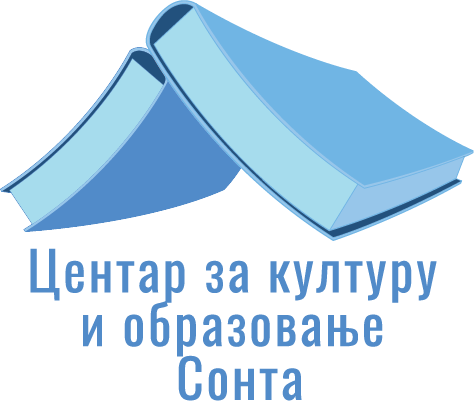 Центар за културу
и образовање
Сонта